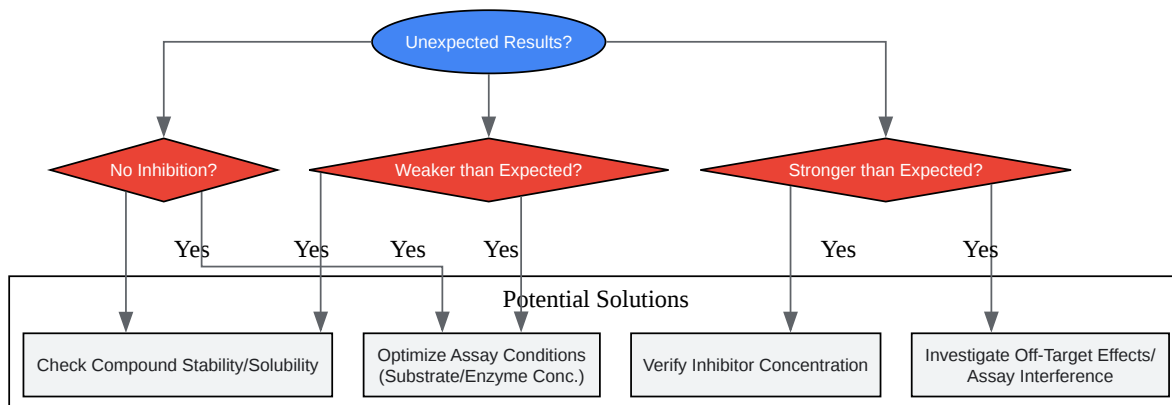 Unexpected Results?
No Inhibition?
Weaker than Expected?
Stronger than Expected?
Yes
Yes
Yes
Yes
Yes
Yes
Potential Solutions
Check Compound Stability/Solubility
Optimize Assay Conditions
(Substrate/Enzyme Conc.)
Verify Inhibitor Concentration
Investigate Off-Target Effects/
Assay Interference